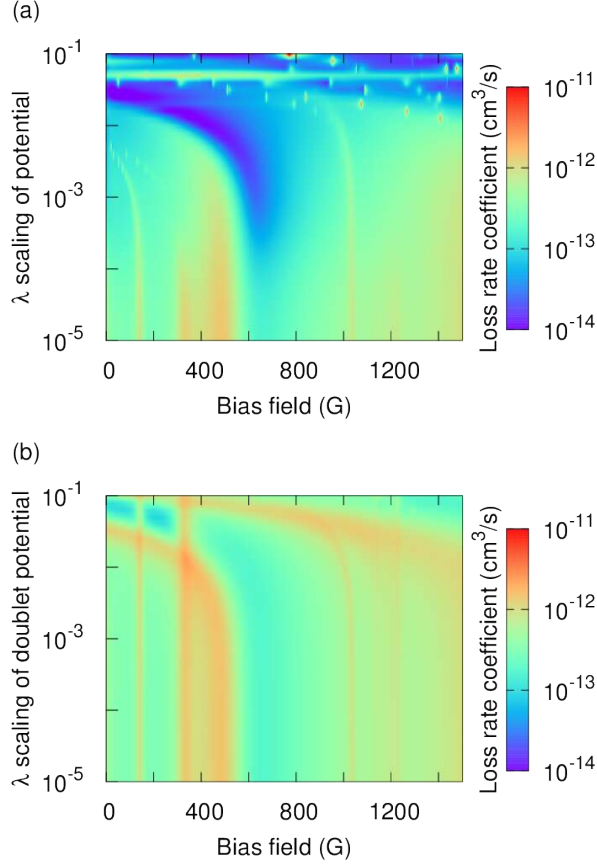 (a)
10^-1
10^-3
10^-5
λ scaling of potential
0 400 800 1200
Bias field (G)
10^-11
10^-12
10^-13
10^-14
Loss rate coefficient (cm^3/s)
(b)
10^-1
10^-3
10^-5
λ scaling of doublet potential
0 400 800 1200
Bias field (G)
10^-11
10^-12
10^-13
10^-14
Loss rate coefficient (cm^3/s)